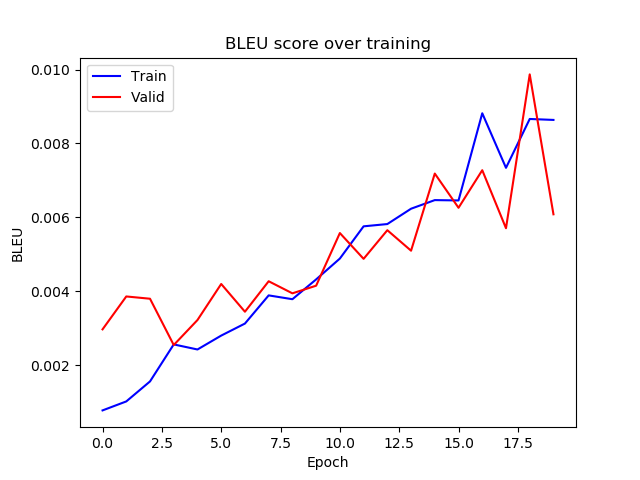 BLEU score over training
Train
Valid
0.010
0.008
0.006
0.004
0.002
BLEU
0.0 2.5 5.0 7.5 10.0 12.5 15.0 17.5
Epoch